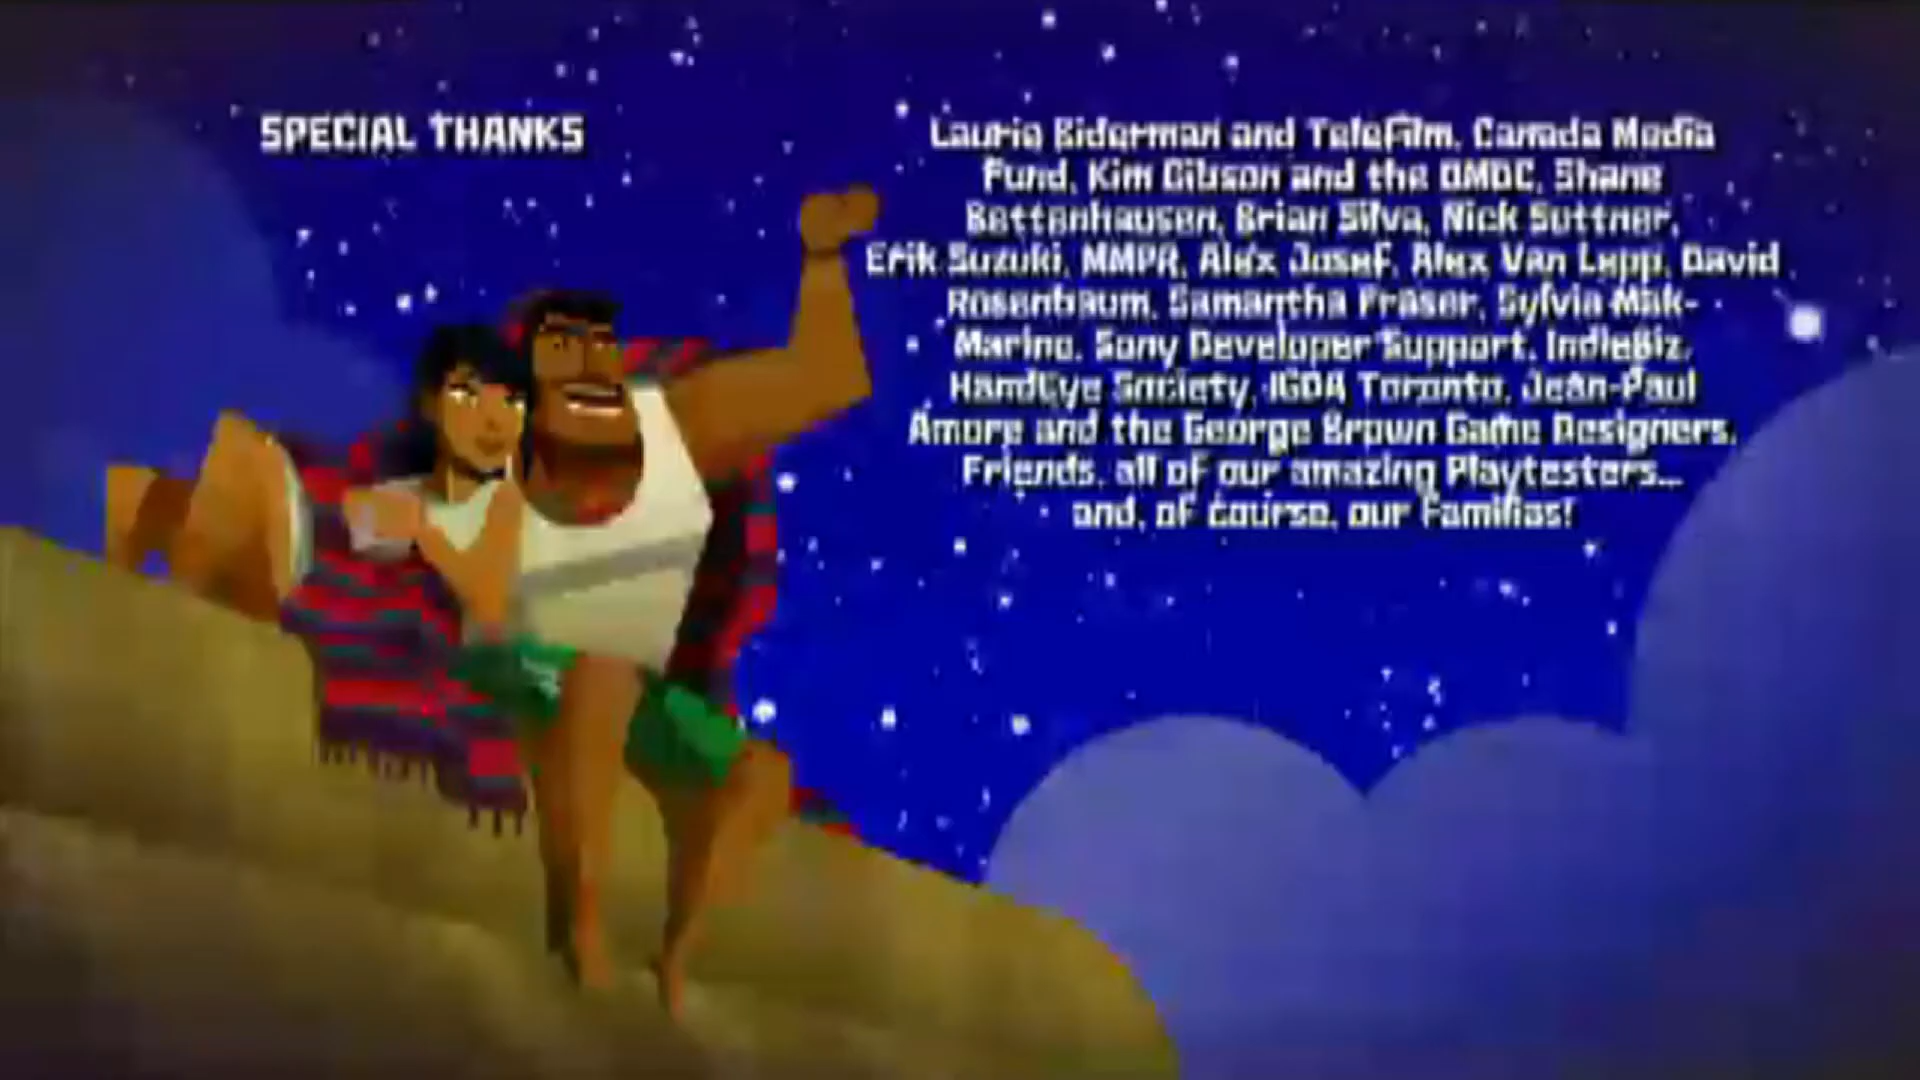 SPECIAL THANKS
Laurie Biderman and Telefilm, Canada Media
Fund, Kim Gibson and the OMDC, Shane
Bettenhausen, Brian Silva, Nick Suttner,
Erik Suzuki, MMPR, Alex Josef, Alex Van Lepp, David
Rosenbaum, Samantha Fraser, Sylvia Mak-
Marino, Sony Developer Support, IndieBiz,
HandEye Society, IGDA Toronto, Jean-Paul
Amore and the George Brown Game Designers,
Friends, all of our amazing Playtesters...
and, of course, our Familias!